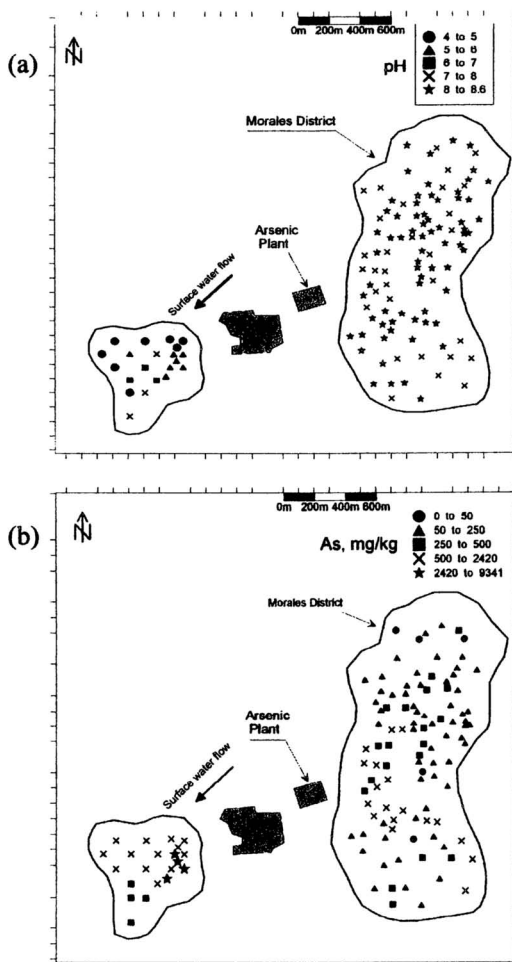 (a)
N
0m 200m 400m 600m
pH
4 to 5
5 to 6
6 to 7
7 to 8
8 to 8.6
Morales District
Arsenic
Plant
Surface water flow
(b)
N
0m 200m 400m 600m
As, mg/kg
0 to 50
50 to 250
250 to 500
500 to 2420
2420 to 9341
Morales District
Arsenic
Plant
Surface water flow